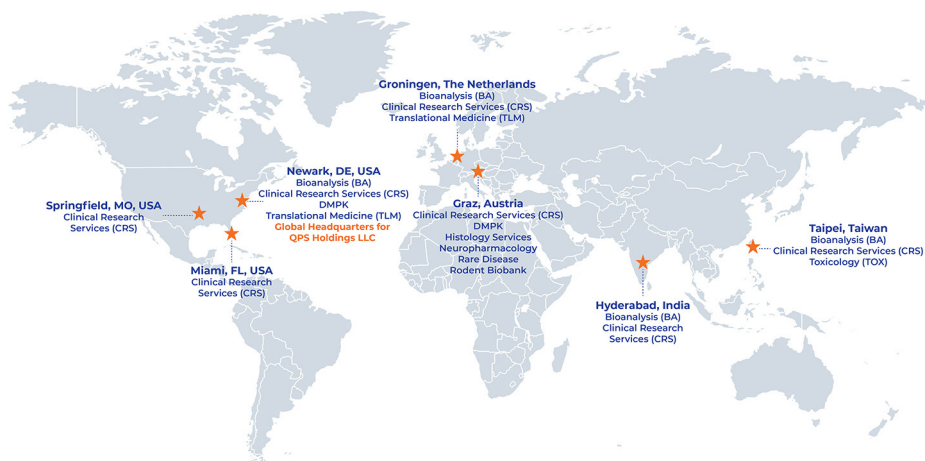 Groningen, The Netherlands
Bioanalysis (BA)
Clinical Research Services (CRS)
Translational Medicine (TLM)
Newark, DE, USA
Bioanalysis (BA)
Clinical Research Services (CRS)
DMPK
Translational Medicine (TLM)
Global Headquarters for
QPS Holdings LLC
Springfield, MO, USA
Clinical Research
Services (CRS)
Miami, FL, USA
Clinical Research
Services (CRS)
Graz, Austria
Clinical Research Services (CRS)
DMPK
Histology Services
Neuropharmacology
Rare Disease
Rodent Biobank
Taipei, Taiwan
Bioanalysis (BA)
Clinical Research Services (CRS)
Toxicology (TOX)
Hyderabad, India
Bioanalysis (BA)
Clinical Research
Services (CRS)